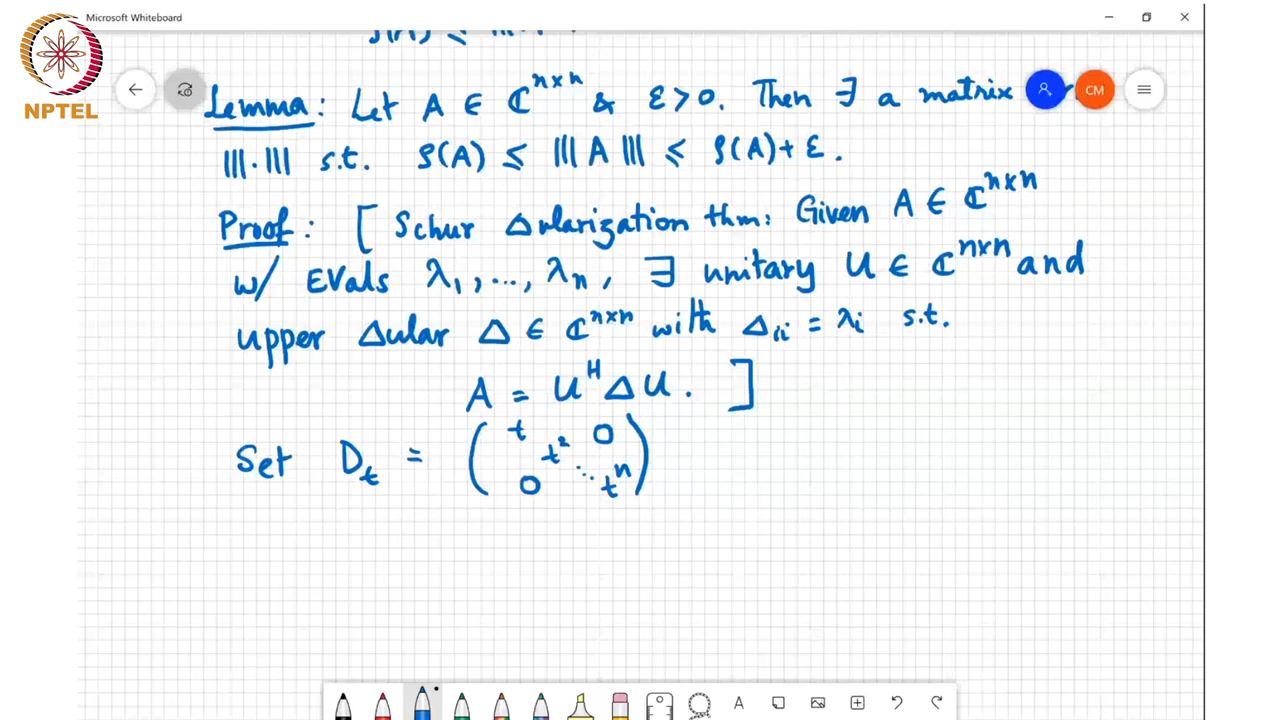 Microsoft Whiteboard
NPTEL
ρ(A) ≤ |||·|||
Lemma: Let A ∈ ℂ^{n×n} & ε > 0. Then ∃ a matrix
|||·||| s.t. ρ(A) ≤ |||A||| ≤ ρ(A) + ε.
CM
Proof: [ Schur Δularization thm: Given A ∈ ℂ^{n×n}
w/ EVals λ₁, ..., λₙ, ∃ unitary U ∈ ℂ^{n×n} and
upper Δular Δ ∈ ℂ^{n×n} with Δᵢᵢ = λᵢ s.t.
A = U^H Δ U. ]
Set D_t = ( t t² ⋱ tⁿ 0 0 )
A